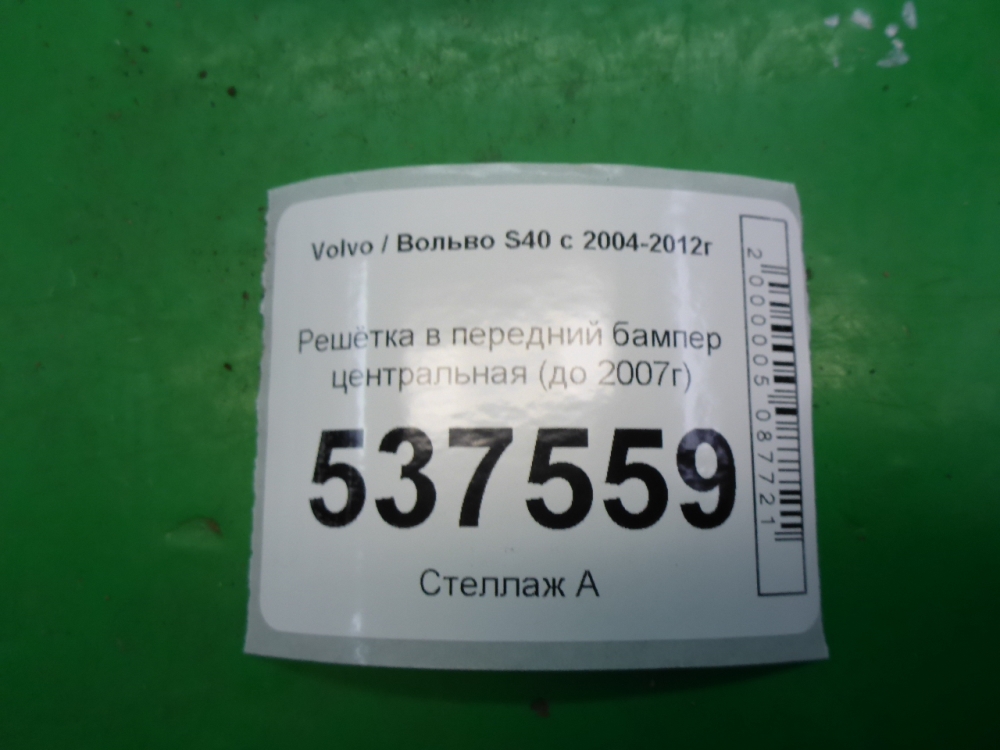 Volvo / Вольво S40 с 2004-2012г
Решётка в передний бампер
центральная (до 2007г)
537559
Стеллаж А
2000005087721